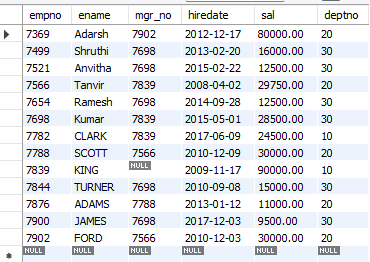 empno ename mgr_no hiredate sal deptno
7369 Adarsh 7902 2012-12-17 80000.00 20
7499 Shruthi 7698 2013-02-20 16000.00 30
7521 Anvitha 7698 2015-02-22 12500.00 30
7566 Tanvir 7839 2008-04-02 29750.00 20
7654 Ramesh 7698 2014-09-28 12500.00 30
7698 Kumar 7839 2015-05-01 28500.00 30
7782 CLARK 7839 2017-06-09 24500.00 10
7788 SCOTT 7566 2010-12-09 30000.00 20
7839 KING NULL 2009-11-17 90000.00 10
7844 TURNER 7698 2010-09-08 15000.00 30
7876 ADAMS 7788 2013-01-12 11000.00 20
7900 JAMES 7698 2017-12-03 9500.00 30
7902 FORD 7566 2010-12-03 30000.00 20
NULL NULL NULL NULL NULL NULL